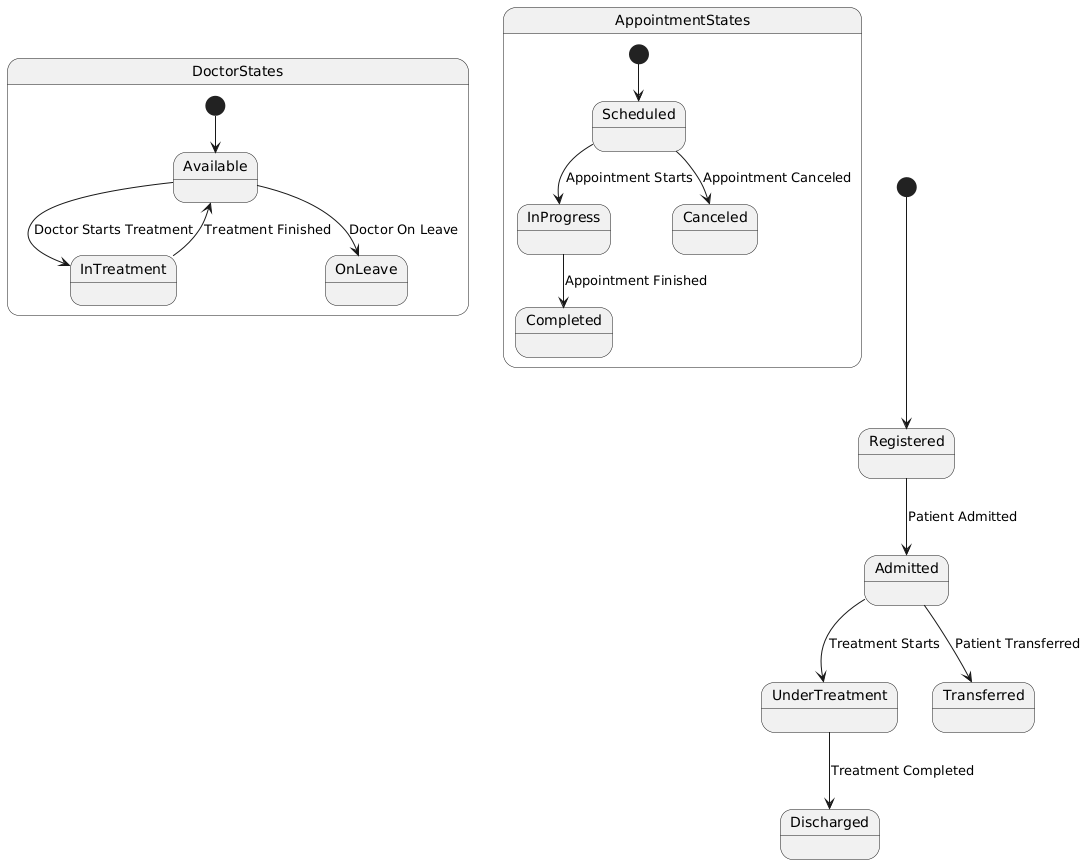 DoctorStates
Available
Doctor Starts Treatment
Treatment Finished
Doctor On Leave
InTreatment
OnLeave
AppointmentStates
Scheduled
Appointment Starts
Appointment Canceled
InProgress
Canceled
Appointment Finished
Completed
Registered
Patient Admitted
Admitted
Treatment Starts
Patient Transferred
UnderTreatment
Transferred
Treatment Completed
Discharged